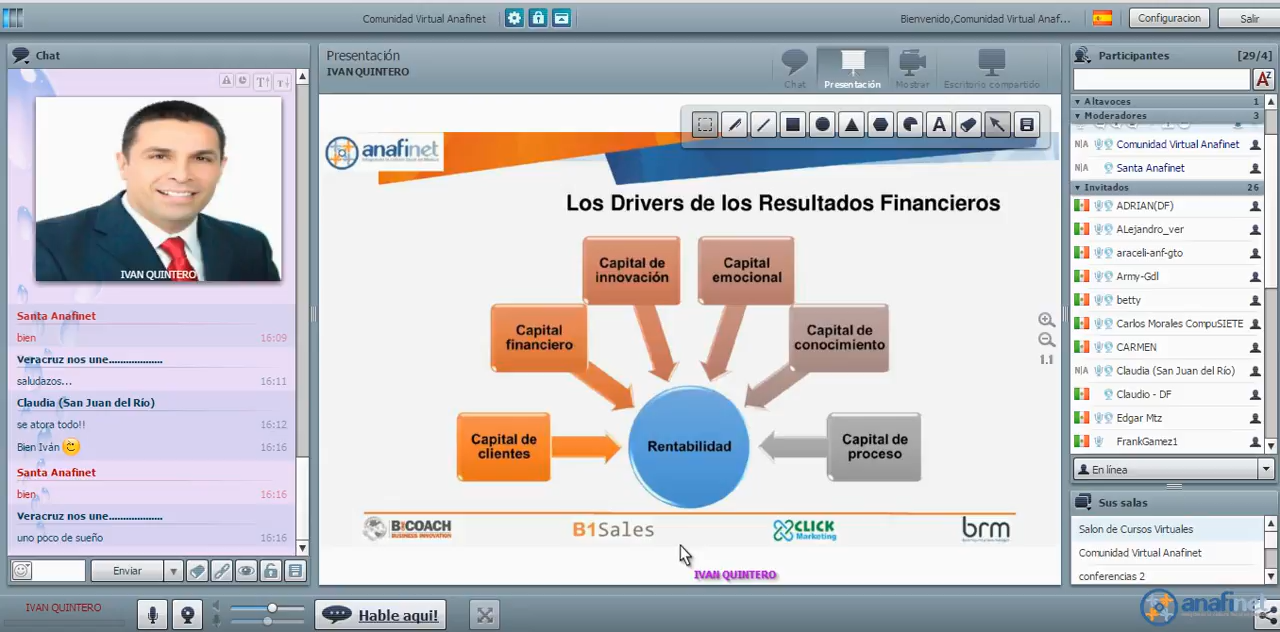 Comunidad Virtual Anafinet
Bienvenido,Comunidad Virtual Anaf...
Configuracion
Salir
Chat
IVAN QUINTERO
Santa Anafinet
bien
16:09
Veracruz nos une..................
saludazos...
16:11
Claudia (San Juan del Río)
se atora todo!!
16:12
Bien Iván
16:16
Santa Anafinet
bien
16:16
Veracruz nos une..................
uno poco de sueño
16:16
Enviar
Presentación
IVAN QUINTERO
Chat
Presentación
Mostrar
Escritorio compartido
anafinet
Los Drivers de los Resultados Financieros
Capital de
innovación
Capital
emocional
Capital
financiero
Capital de
conocimiento
Capital de
clientes
Rentabilidad
Capital de
proceso
BICOACH
BUSINESS INNOVATION
B1Sales
CLICK
Marketing
brm
IVAN QUINTERO
1.1
Participantes
[29/4]
Altavoces
1
Moderadores
3
N\A
Comunidad Virtual Anafinet
N\A
Santa Anafinet
Invitados
26
ADRIAN(DF)
ALejandro_ver
araceli-anf-gto
Army-Gdl
betty
Carlos Morales CompuSIETE
CARMEN
N\A
Claudia (San Juan del Río)
Claudio - DF
Edgar Mtz
FrankGamez1
En línea
Sus salas
Salon de Cursos Virtuales
Comunidad Virtual Anafinet
conferencias 2
IVAN QUINTERO
Hable aqui!
anafinet